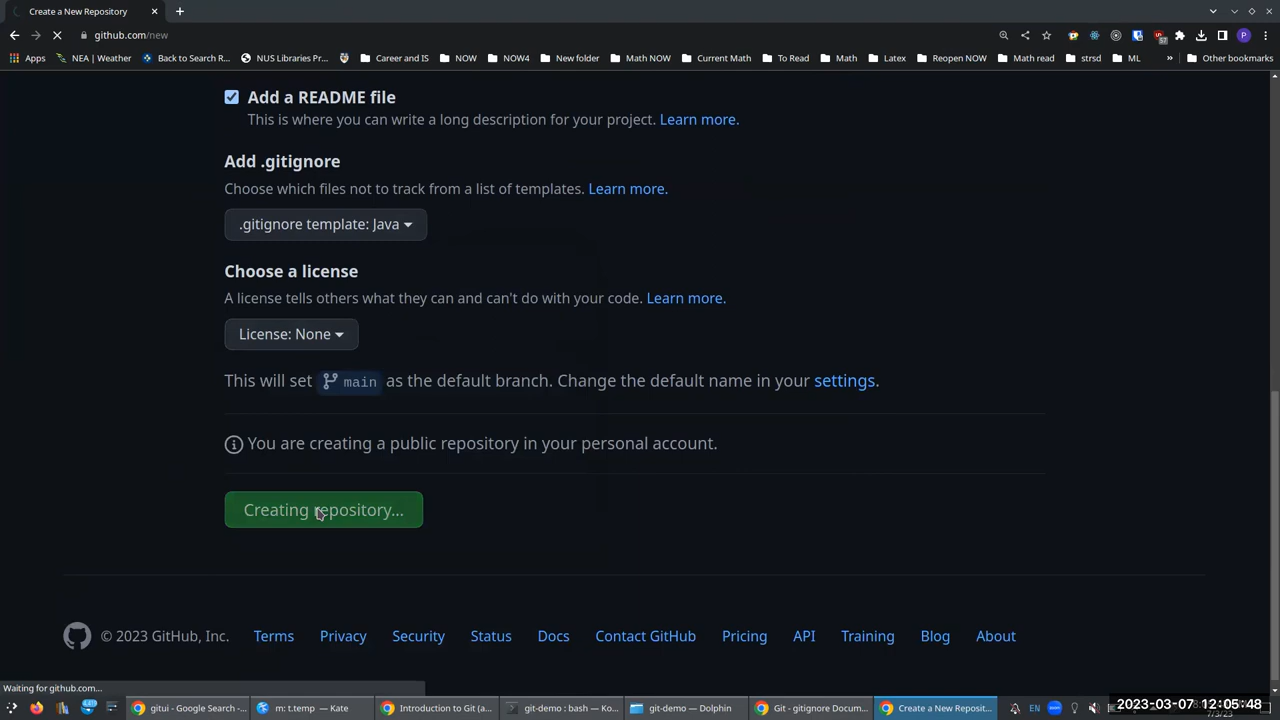 Create a New Repository
github.com/new
Apps
NEA | Weather
Back to Search R...
NUS Libraries Pr...
Career and IS
NOW
NOW4
New folder
Math NOW
Current Math
To Read
Math
Latex
Reopen NOW
Math read
strsd
ML
»
Other bookmarks
Add a README file
This is where you can write a long description for your project. Learn more.
Add .gitignore
Choose which files not to track from a list of templates. Learn more.
.gitignore template: Java
Choose a license
A license tells others what they can and can't do with your code. Learn more.
License: None
This will set main as the default branch. Change the default name in your settings.
You are creating a public repository in your personal account.
Creating repository...
© 2023 GitHub, Inc. Terms Privacy Security Status Docs Contact GitHub Pricing API Training Blog About
Waiting for github.com...
gitui - Google Search -...
m: t.temp — Kate
Introduction to Git (a...
git-demo : bash — Ko...
git-demo — Dolphin
Git - gitignore Docum...
Create a New Reposit...
EN
2023-03-07 12:05:48